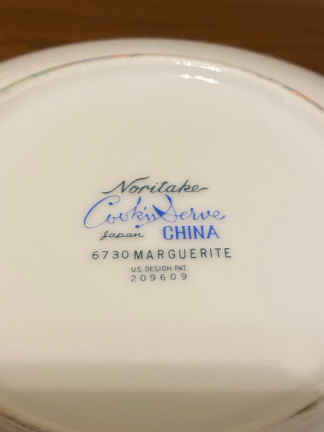 Noritake
Cook'n Serve
Japan CHINA
6730 MARGUERITE
U.S. DESIGN PAT.
209609